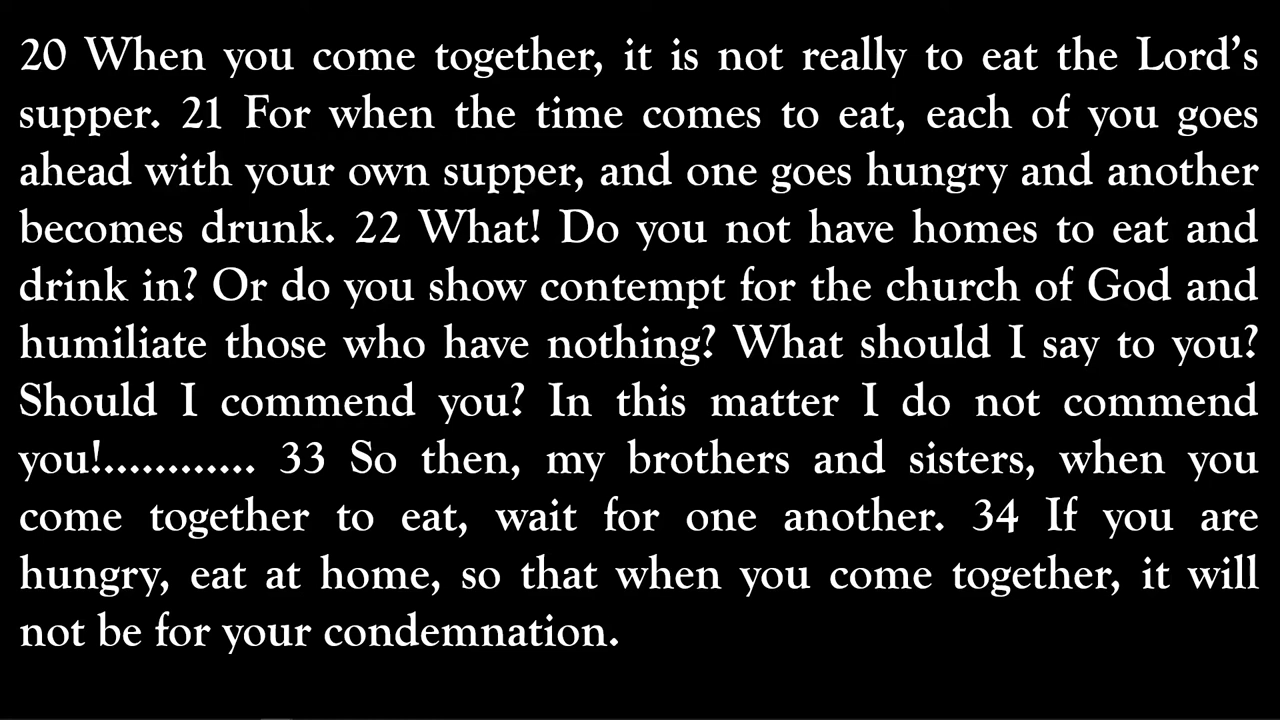 20 When you come together, it is not really to eat the Lord’s
supper. 21 For when the time comes to eat, each of you goes
ahead with your own supper, and one goes hungry and another
becomes drunk. 22 What! Do you not have homes to eat and
drink in? Or do you show contempt for the church of God and
humiliate those who have nothing? What should I say to you?
Should I commend you? In this matter I do not commend
you!............ 33 So then, my brothers and sisters, when you
come together to eat, wait for one another. 34 If you are
hungry, eat at home, so that when you come together, it will
not be for your condemnation.